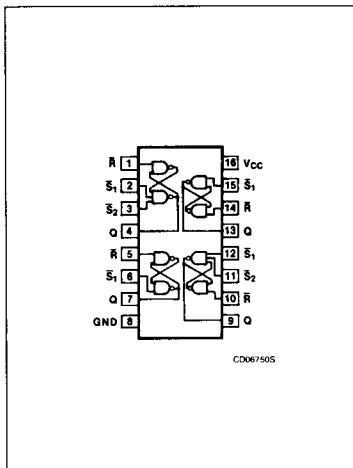 R̅ 1
S̅₁ 2
S̅₂ 3
Q 4
R̅ 5
S̅₁ 6
Q 7
GND 8
16 VCC
15 S̅₁
14 R̅
13 Q
12 S̅₁
11 S̅₂
10 R̅
9 Q
CD06750S